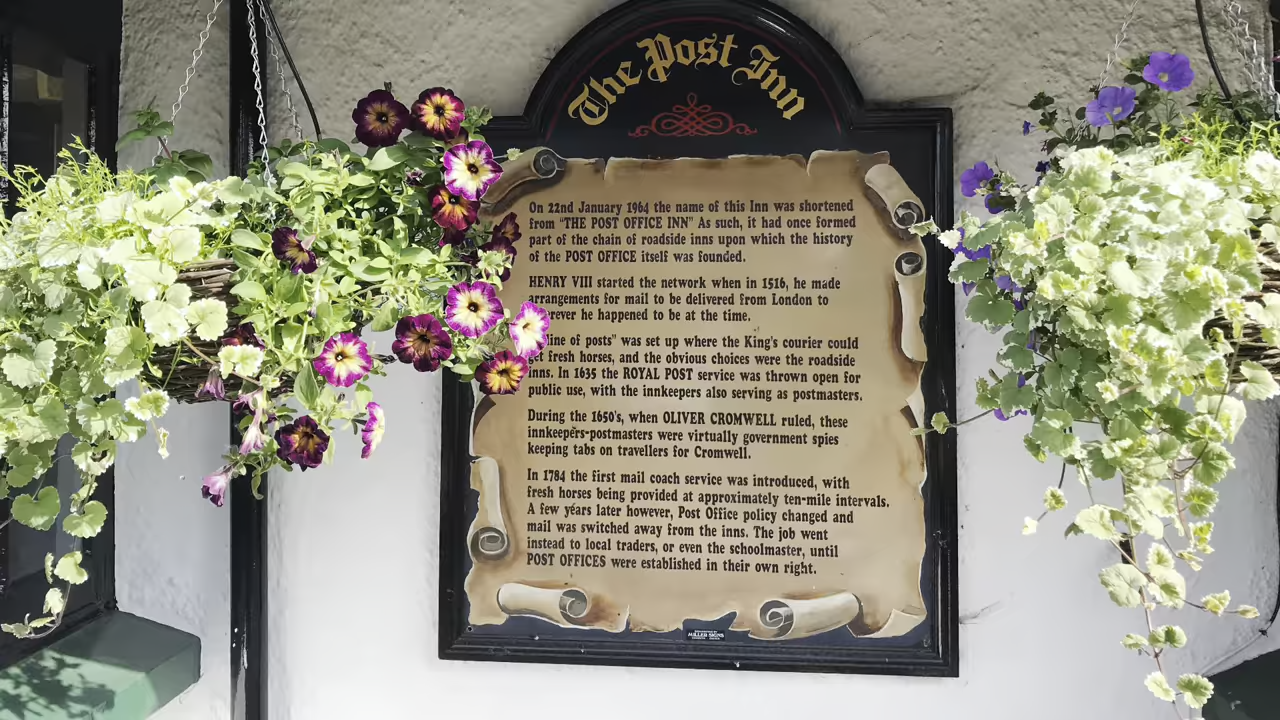 The Post Inn
On 22nd January 1964 the name of this Inn was shortened
from "THE POST OFFICE INN" As such, it had once formed
part of the chain of roadside inns upon which the history
of the POST OFFICE itself was founded.
HENRY VIII started the network when in 1516, he made
arrangements for mail to be delivered from London to
erever he happened to be at the time.
line of posts" was set up where the King's courier could
get fresh horses, and the obvious choices were the roadside
inns. In 1635 the ROYAL POST service was thrown open for
public use, with the innkeepers also serving as postmasters.
During the 1650's, when OLIVER CROMWELL ruled, these
innkeepers-postmasters were virtually government spies
keeping tabs on travellers for Cromwell.
In 1784 the first mail coach service was introduced, with
fresh horses being provided at approximately ten-mile intervals.
A few years later however, Post Office policy changed and
mail was switched away from the inns. The job went
instead to local traders, or even the schoolmaster, until
POST OFFICES were established in their own right.
MILLER SIGNS